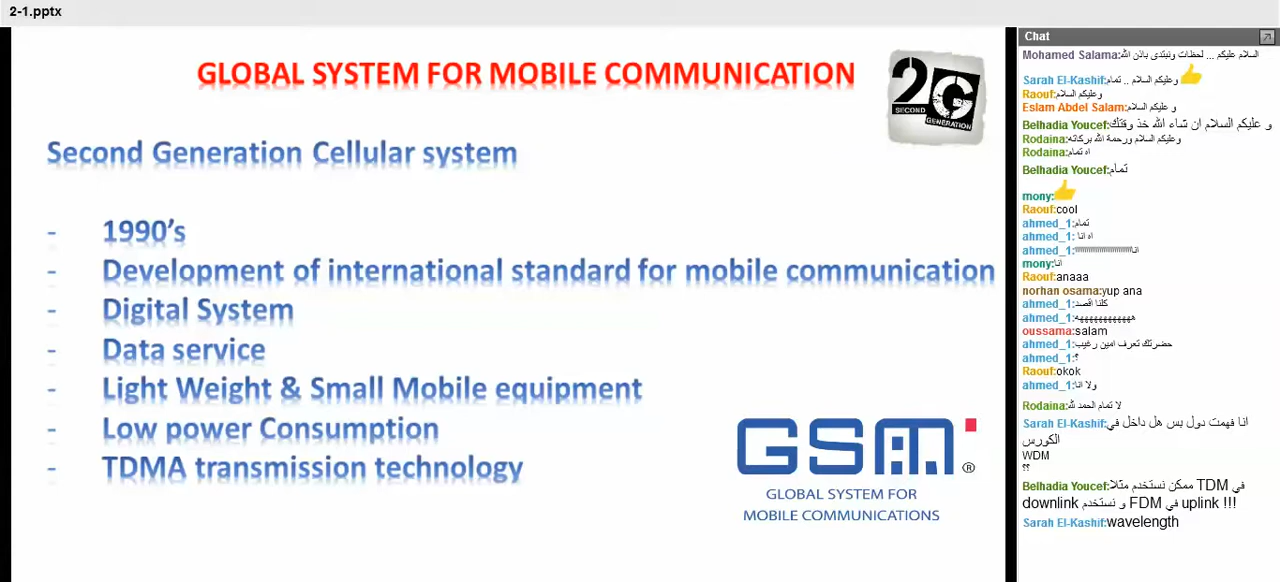 2-1.pptx
GLOBAL SYSTEM FOR MOBILE COMMUNICATION
2G
SECOND
GENERATION
Second Generation Cellular system
- 1990's
- Development of international standard for mobile communication
- Digital System
- Data service
- Light Weight & Small Mobile equipment
- Low power Consumption
- TDMA transmission technology
GSM ®
GLOBAL SYSTEM FOR
MOBILE COMMUNICATIONS
Chat
Mohamed Salama: السلام عليكم ... لحظات ونبتدى باذن الله
Sarah El-Kashif: وعليكم السلام .. تمام
Raouf: وعليكم السلام
Eslam Abdel Salam: و عليكم السلام
Belhadia Youcef: و عليكم السلام ان شاء الله خذ وقتك
Rodaina: وعليكم السلام ورحمة الله بركاته
Rodaina: اه تمام
Belhadia Youcef: تمام
mony:
Raouf:cool
ahmed_1: تمام
ahmed_1: اه انا
ahmed_1:
mony: انا
Raouf:anaaa
norhan osama:yup ana
ahmed_1: كلنا اقصد
ahmed_1: ههههههههههههه
oussama:salam
ahmed_1: حضرتك تعرف امين رغيب
ahmed_1: ؟
Raouf:okok
ahmed_1: ولا انا
Rodaina: لا تمام الحمد لله
Sarah El-Kashif: انا فهمت دول بس هل داخل في
الكورس
WDM
؟؟
Belhadia Youcef: في TDM ممكن نستخدم مثلا
downlink و نستخدم FDM في uplink !!!
Sarah El-Kashif:wavelength